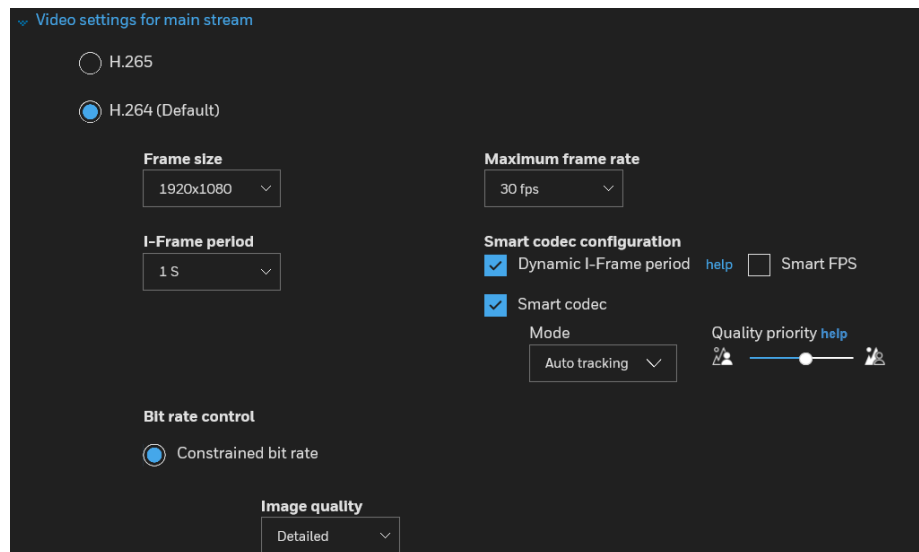 Video settings for main stream
H.265
H.264 (Default)
Frame size
Maximum frame rate
1920x1080
30 fps
I-Frame period
Smart codec configuration
1 S
Dynamic I-Frame period help Smart FPS
Smart codec
Mode
Quality priority help
Auto tracking
Bit rate control
Constrained bit rate
Image quality
Detailed